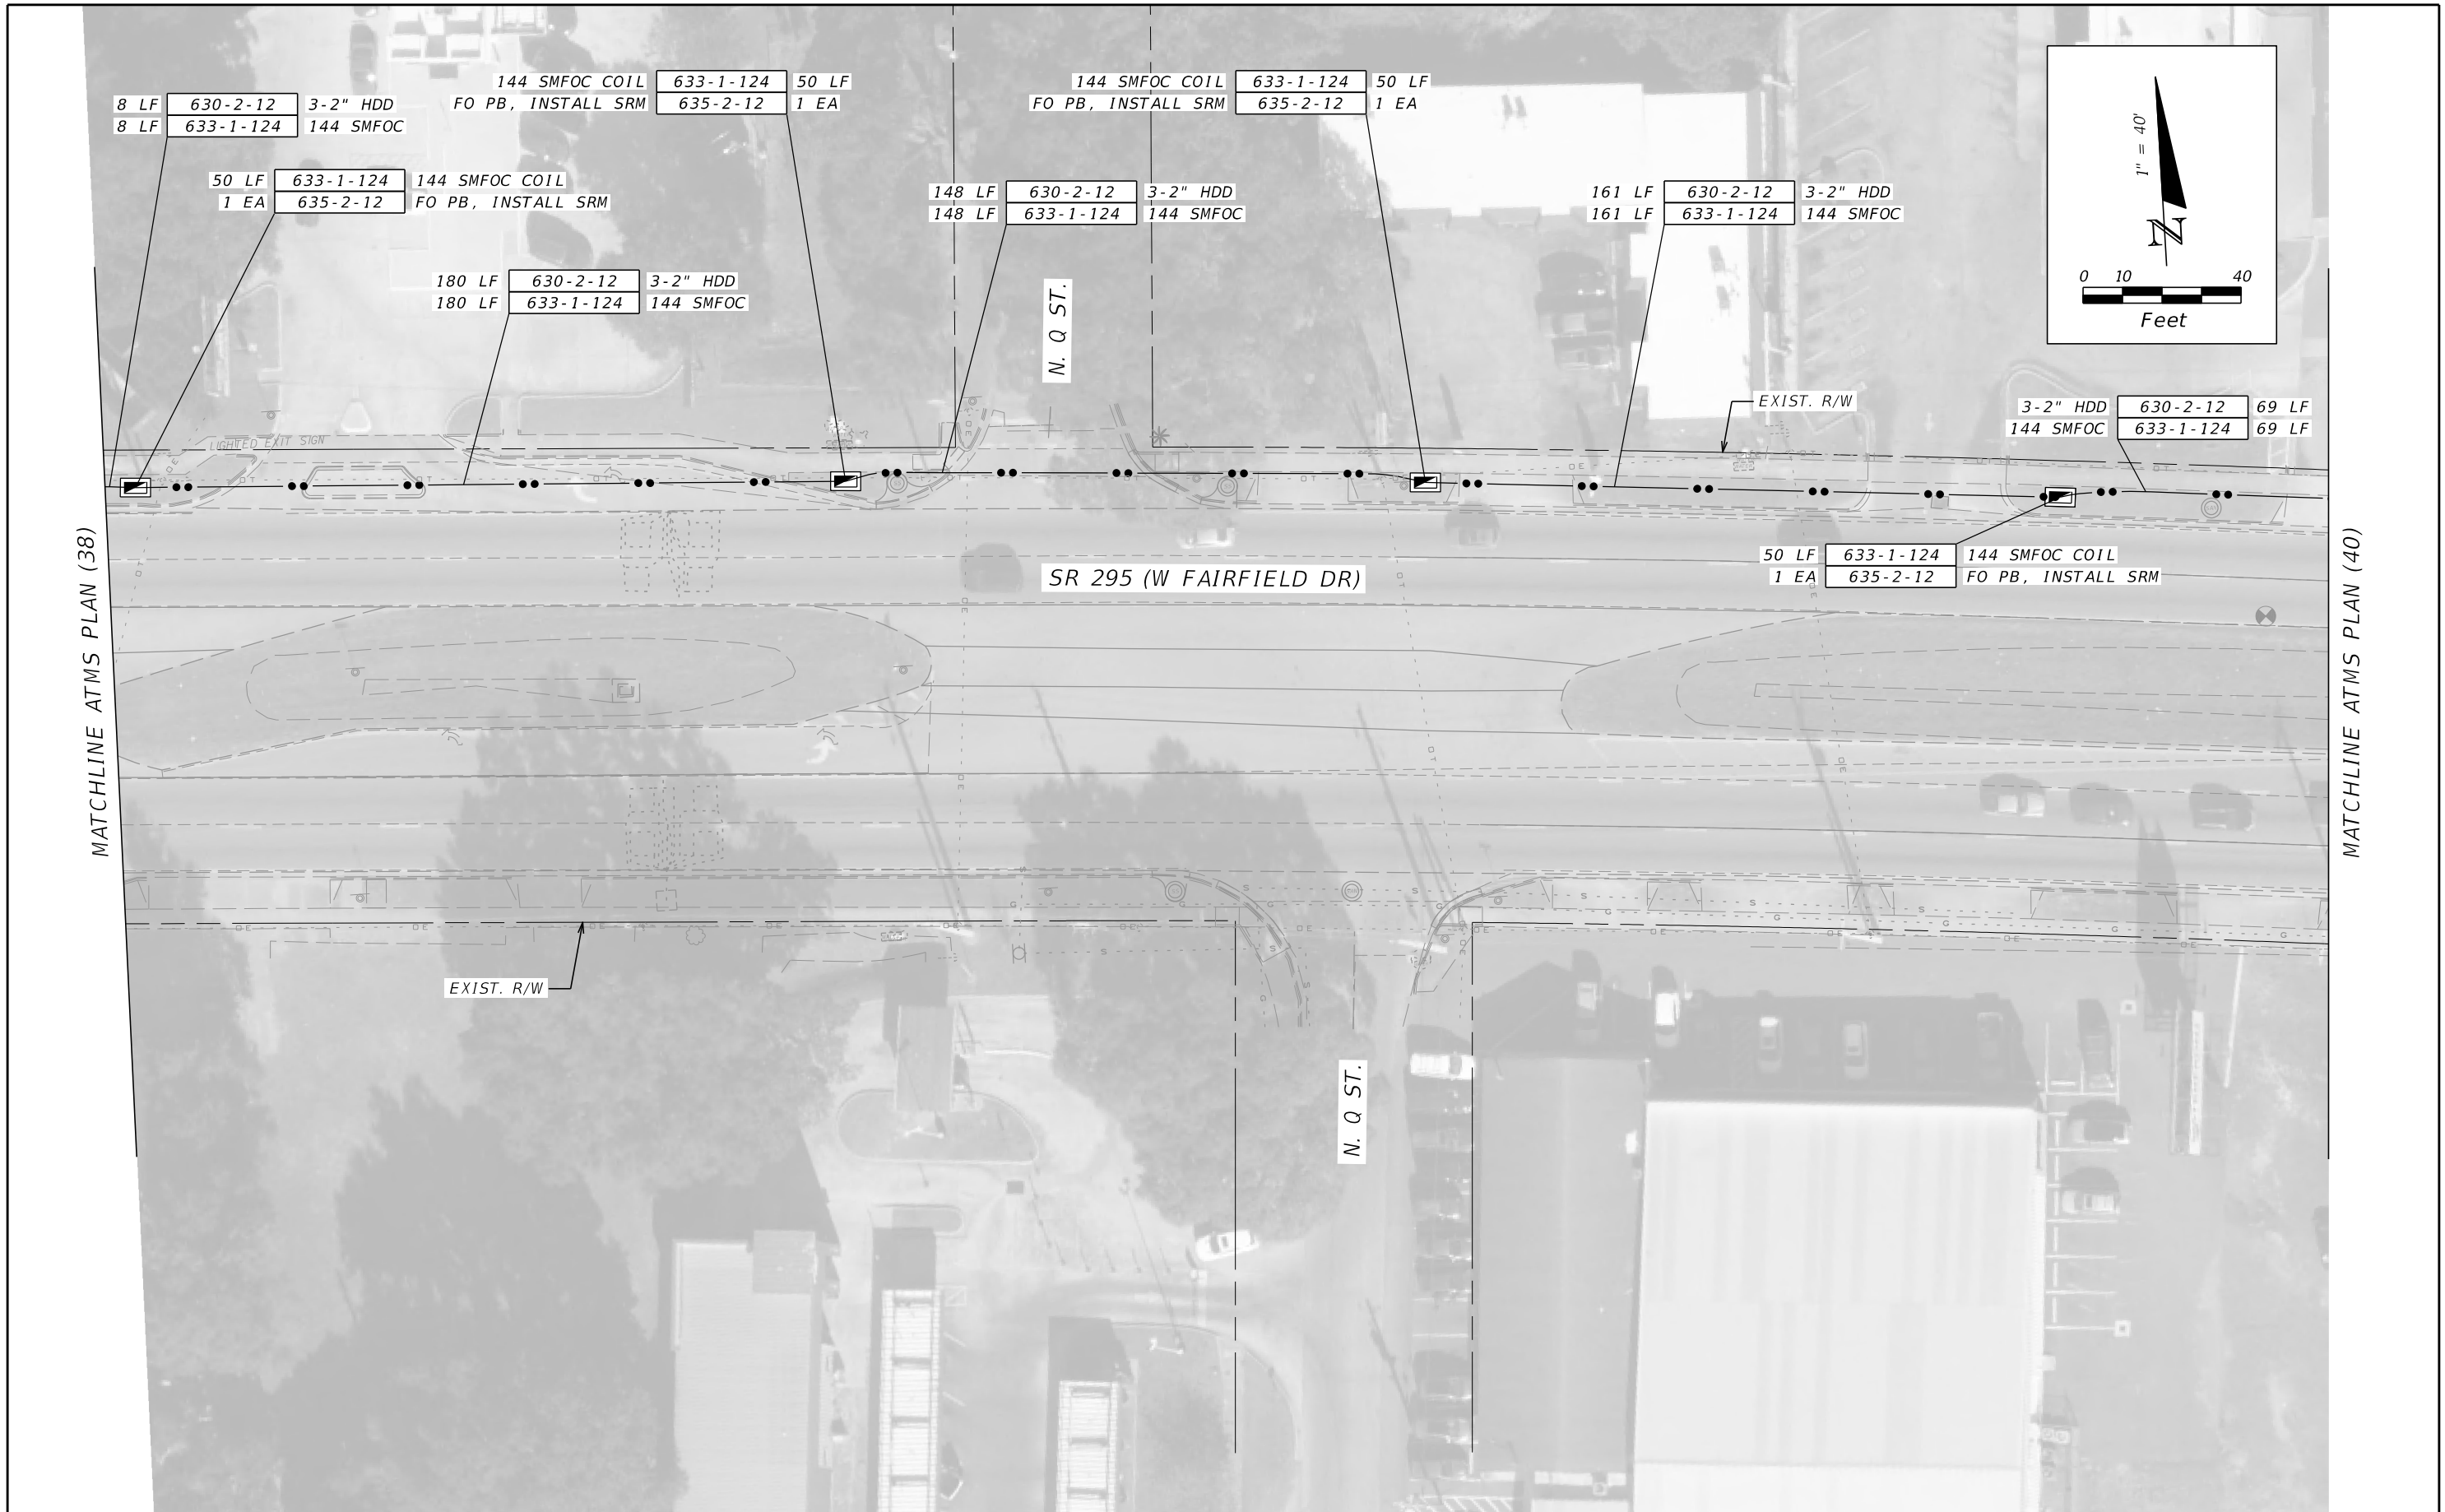 144 SMFOC COIL 633-1-124 50 LF
FO PB, INSTALL SRM 635-2-12 1 EA
144 SMFOC COIL 633-1-124 50 LF
FO PB, INSTALL SRM 635-2-12 1 EA
8 LF 630-2-12 3-2" HDD
8 LF 633-1-124 144 SMFOC
50 LF 633-1-124 144 SMFOC COIL
1 EA 635-2-12 FO PB, INSTALL SRM
148 LF 630-2-12 3-2" HDD
148 LF 633-1-124 144 SMFOC
161 LF 630-2-12 3-2" HDD
161 LF 633-1-124 144 SMFOC
1" = 40'
N
0 10 40
Feet
180 LF 630-2-12 3-2" HDD
180 LF 633-1-124 144 SMFOC
N. Q ST.
EXIST. R/W
3-2" HDD 630-2-12 69 LF
144 SMFOC 633-1-124 69 LF
LIGHTED EXIT SIGN
50 LF 633-1-124 144 SMFOC COIL
1 EA 635-2-12 FO PB, INSTALL SRM
SR 295 (W FAIRFIELD DR)
MATCHLINE ATMS PLAN (38)
MATCHLINE ATMS PLAN (40)
EXIST. R/W
N. Q ST.